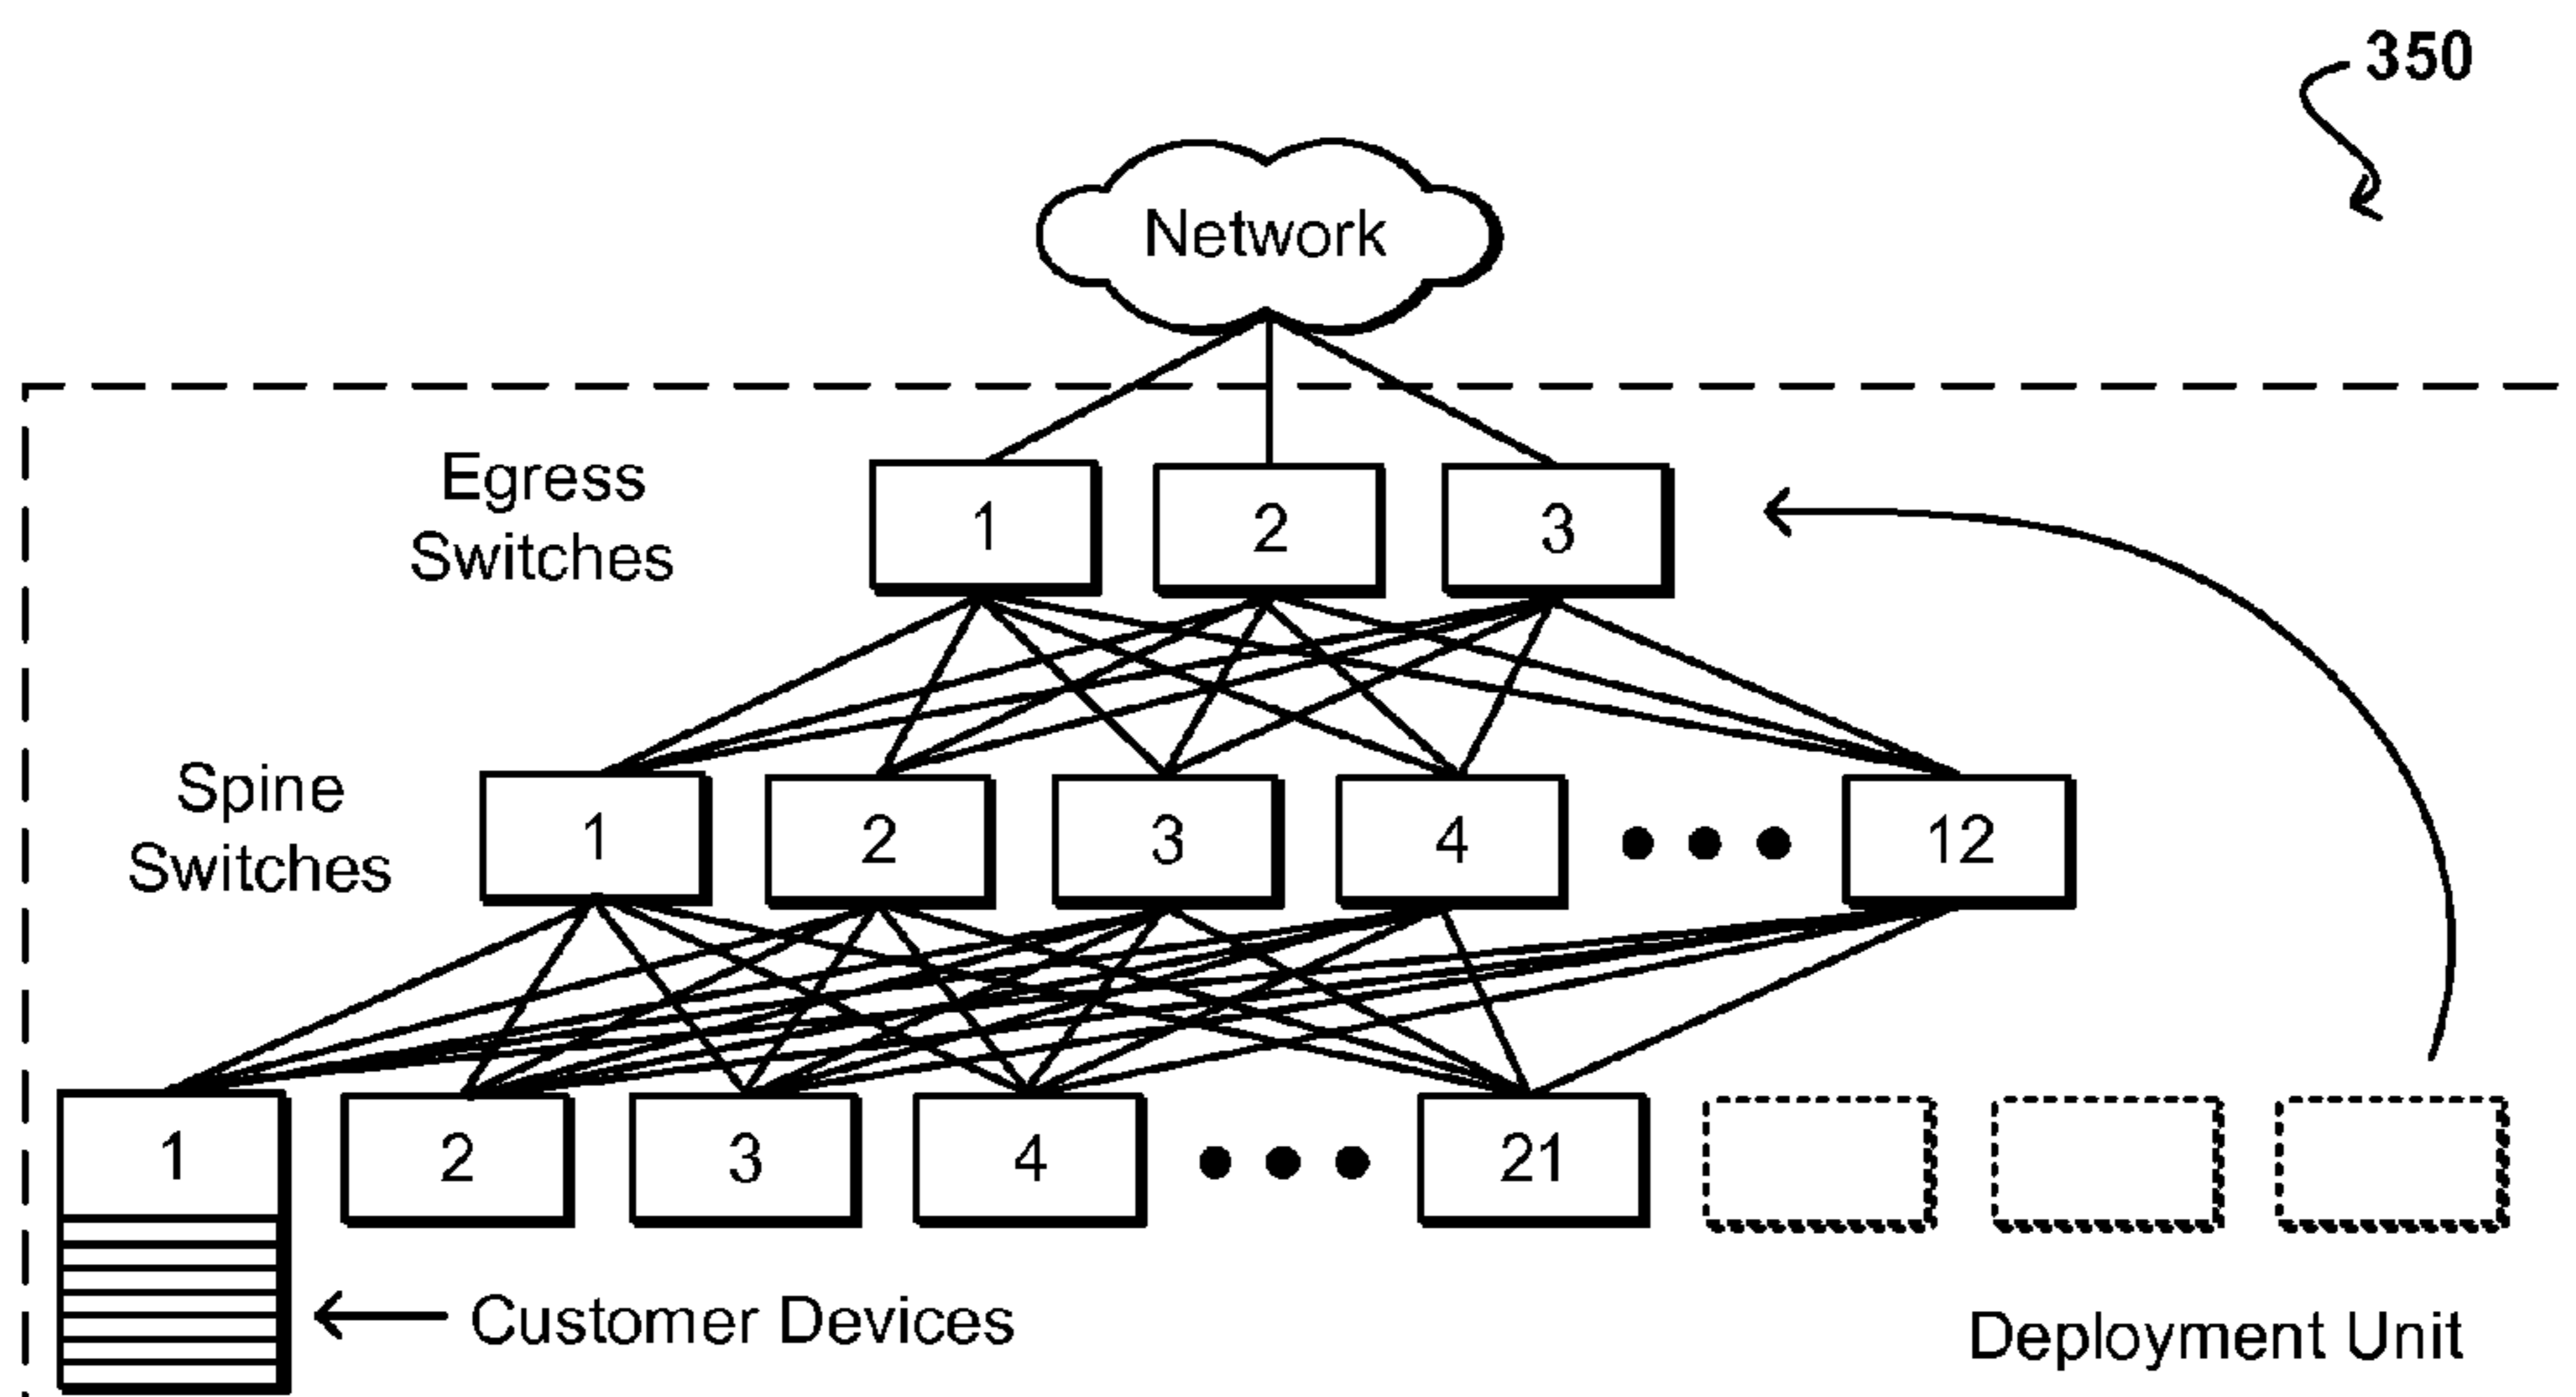 350
Network
Egress
Switches
1
2
3
Spine
Switches
1
2
3
4
12
1
2
3
4
21
Customer Devices
Deployment Unit